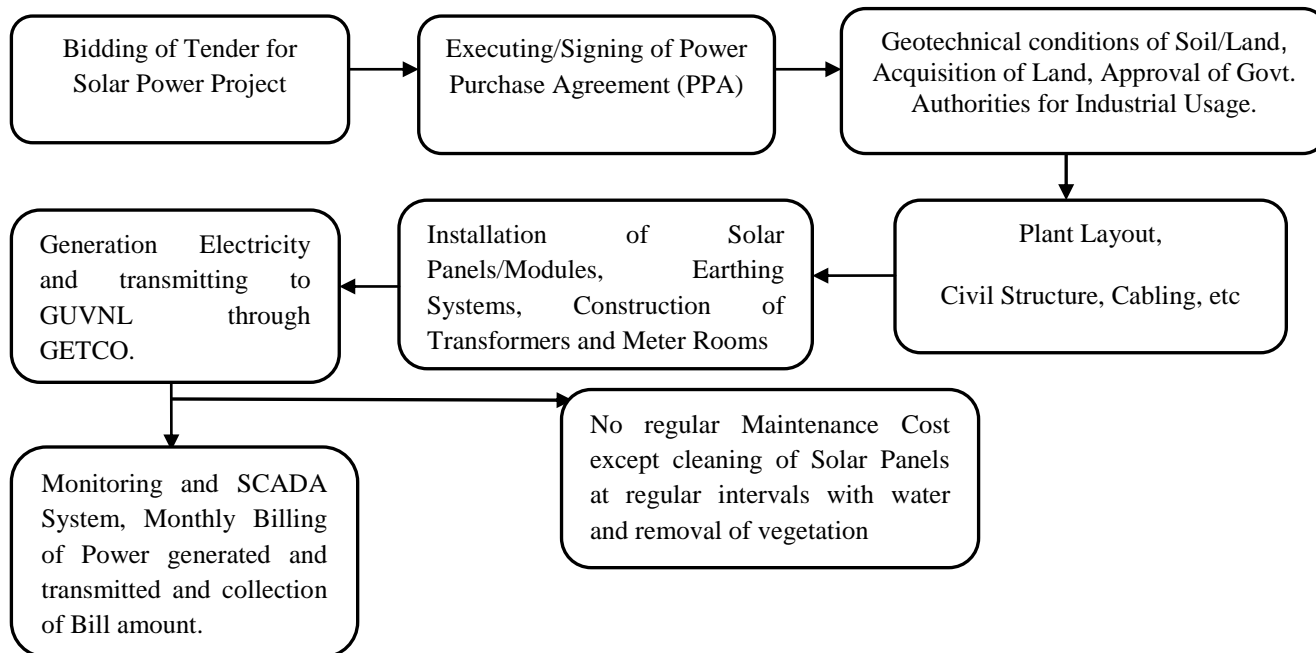 Bidding of Tender for
Solar Power Project
Executing/Signing of Power
Purchase Agreement (PPA)
Geotechnical conditions of Soil/Land,
Acquisition of Land, Approval of Govt.
Authorities for Industrial Usage.
Plant Layout,
Civil Structure, Cabling, etc
Installation of Solar
Panels/Modules, Earthing
Systems, Construction of
Transformers and Meter Rooms
Generation Electricity
and transmitting to
GUVNL through
GETCO.
No regular Maintenance Cost
except cleaning of Solar Panels
at regular intervals with water
and removal of vegetation
Monitoring and SCADA
System, Monthly Billing
of Power generated and
transmitted and collection
of Bill amount.